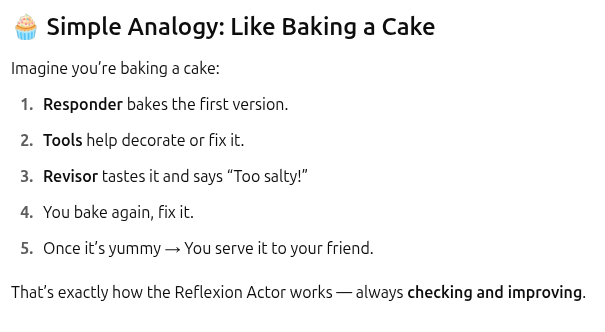 🧁 Simple Analogy: Like Baking a Cake
Imagine you’re baking a cake:
1. Responder bakes the first version.
2. Tools help decorate or fix it.
3. Revisor tastes it and says “Too salty!”
4. You bake again, fix it.
5. Once it’s yummy → You serve it to your friend.
That’s exactly how the Reflexion Actor works — always checking and improving.